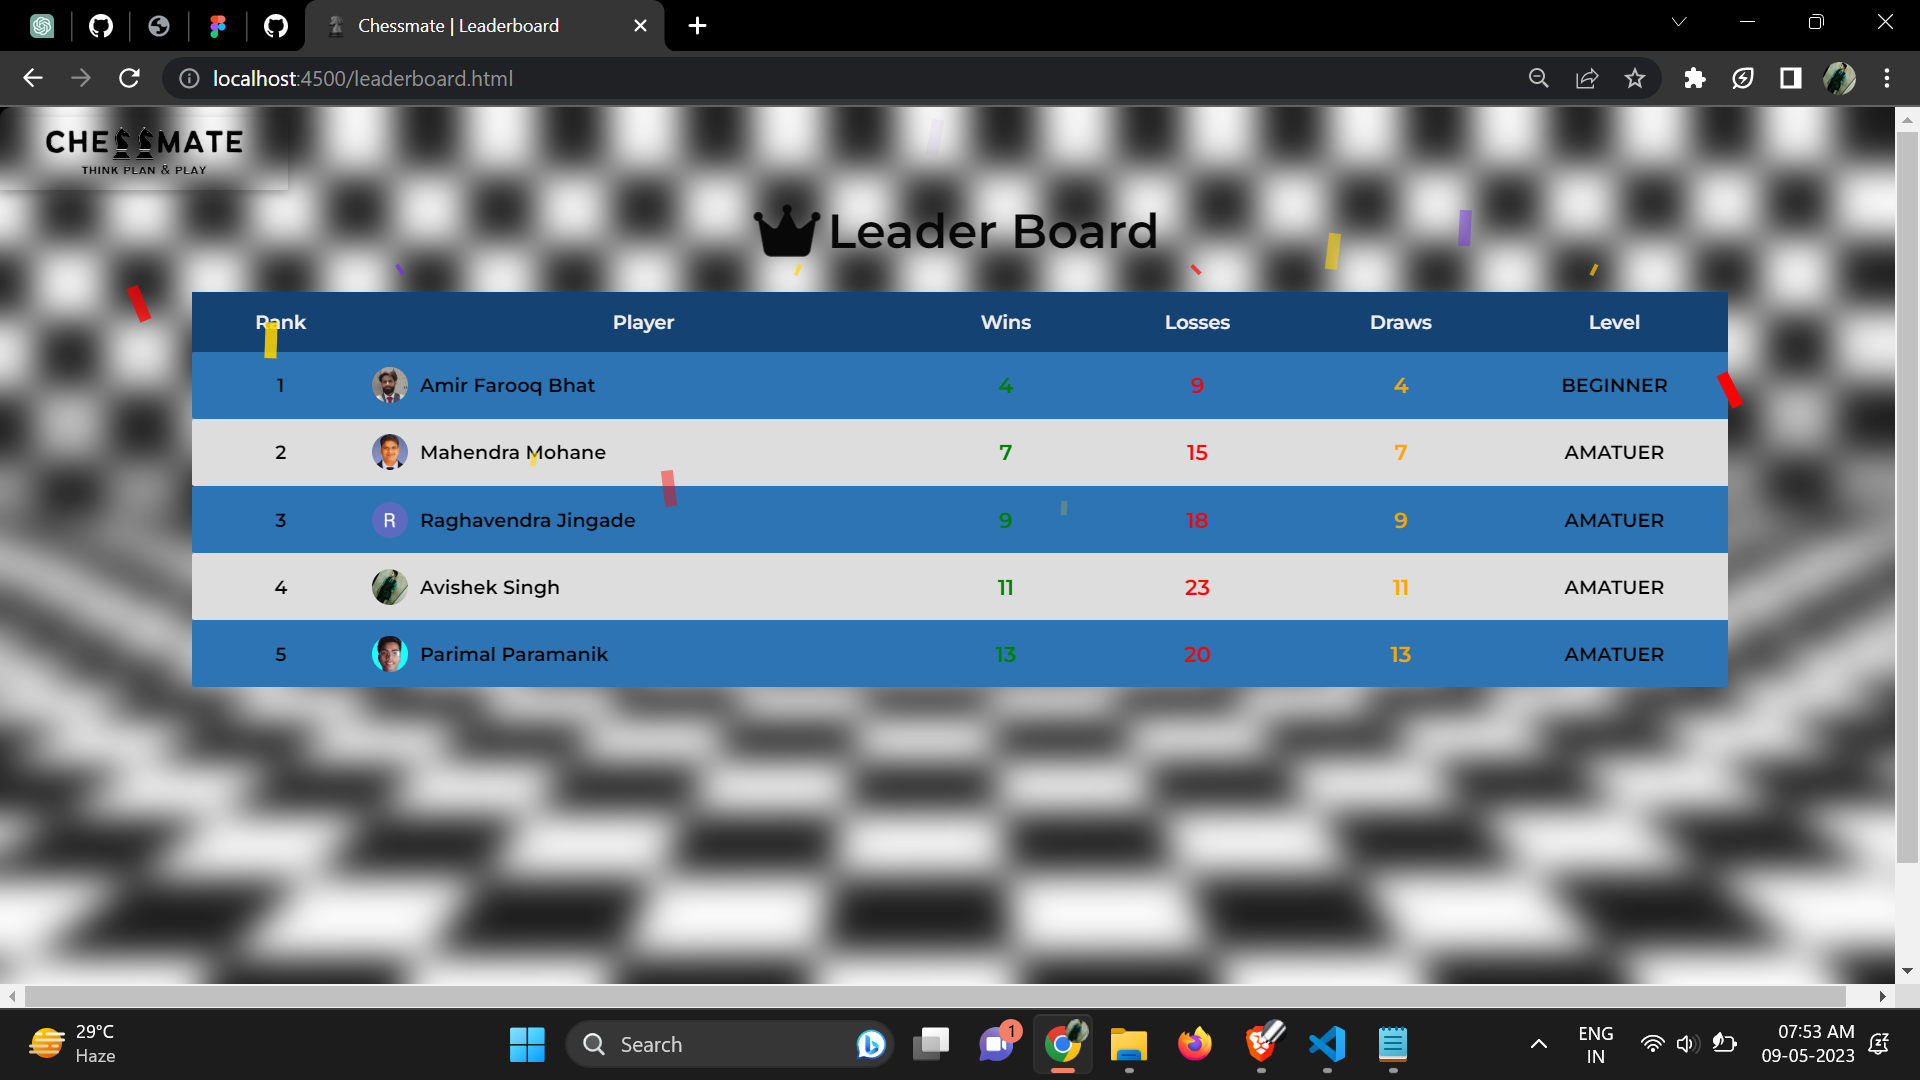 Chessmate | Leaderboard
localhost:4500/leaderboard.html
CHESSMATE
THINK PLAN & PLAY
Leader Board
Rank Player Wins Losses Draws Level
1 Amir Farooq Bhat 4 9 4 BEGINNER
2 Mahendra Mohane 7 15 7 AMATUER
3 R Raghavendra Jingade 9 18 9 AMATUER
4 Avishek Singh 11 23 11 AMATUER
5 Parimal Paramanik 13 20 13 AMATUER
29°C
Haze
Search
1
ENG
IN
07:53 AM
09-05-2023